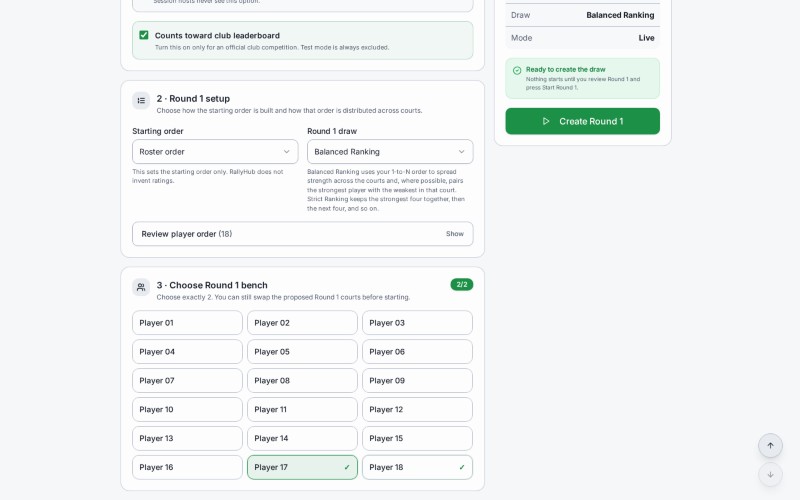 Session hosts never see this option.
Counts toward club leaderboard
Turn this on only for an official club competition. Test mode is always excluded.
2 · Round 1 setup
Choose how the starting order is built and how that order is distributed across courts.
Starting order
Roster order
This sets the starting order only. RallyHub does not
invent ratings.
Round 1 draw
Balanced Ranking
Balanced Ranking uses your 1-to-N order to spread
strength across the courts and, where possible, pairs
the strongest player with the weakest in that court.
Strict Ranking keeps the strongest four together, then
the next four, and so on.
Review player order (18)
Show
3 · Choose Round 1 bench
2/2
Choose exactly 2. You can still swap the proposed Round 1 courts before starting.
Player 01
Player 02
Player 03
Player 04
Player 05
Player 06
Player 07
Player 08
Player 09
Player 10
Player 11
Player 12
Player 13
Player 14
Player 15
Player 16
Player 17 ✓
Player 18 ✓
Draw
Balanced Ranking
Mode
Live
Ready to create the draw
Nothing starts until you review Round 1 and
press Start Round 1.
Create Round 1